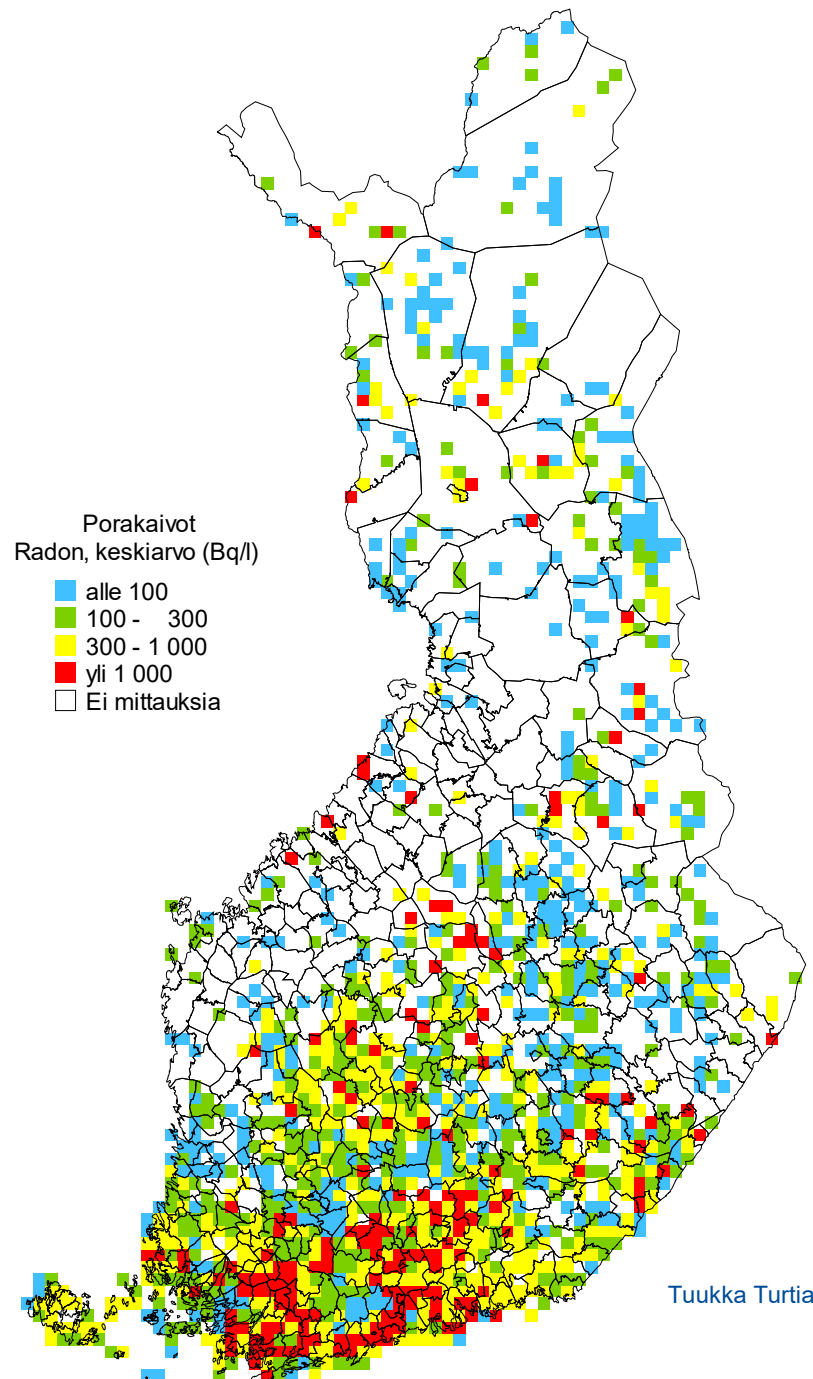 Porakaivot
Radon, keskiarvo (Bq/l)
alle 100
100 - 300
300 - 1 000
yli 1 000
Ei mittauksia
Tuukka Turtia